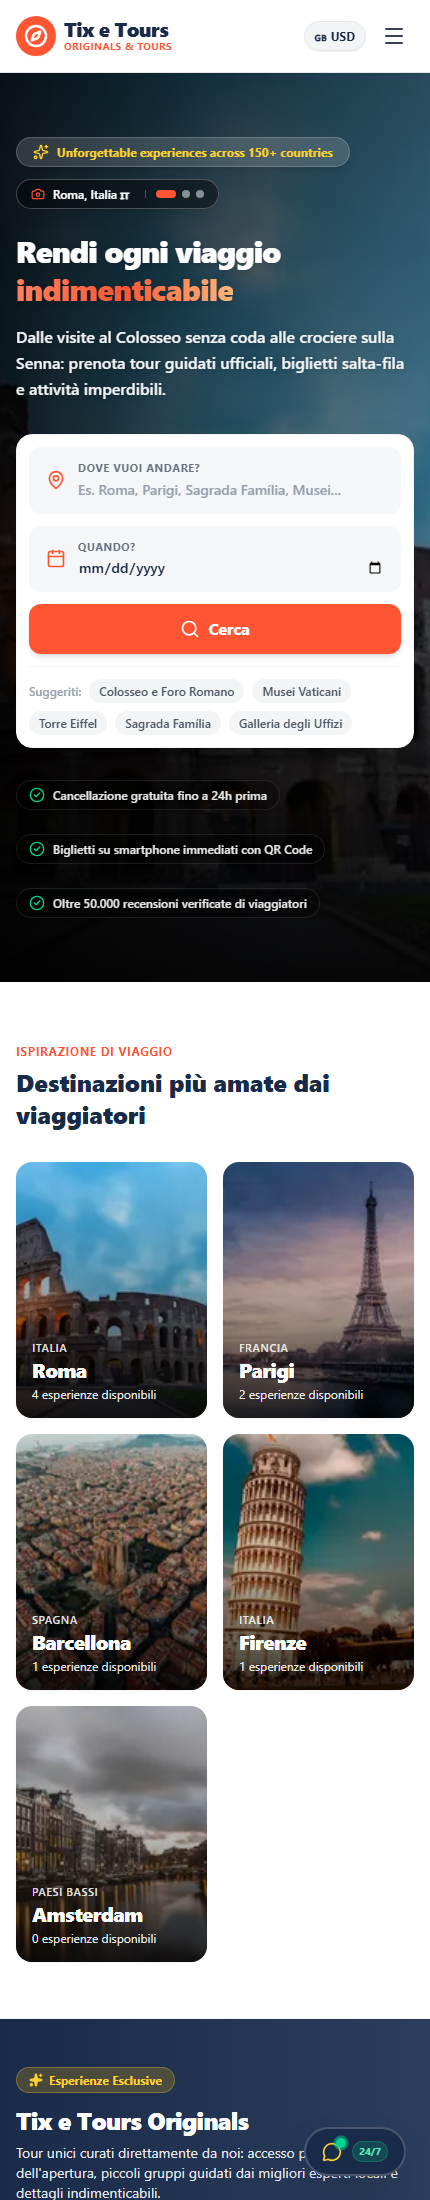 Tix e Tours
ORIGINALS & TOURS
GB USD
Unforgettable experiences across 150+ countries
Roma, Italia IT
Rendi ogni viaggio
indimenticabile
Dalle visite al Colosseo senza coda alle crociere sulla
Senna: prenota tour guidati ufficiali, biglietti salta-fila
e attività imperdibili.
DOVE VUOI ANDARE?
Es. Roma, Parigi, Sagrada Família, Musei...
QUANDO?
mm/dd/yyyy
Cerca
Suggeriti: Colosseo e Foro Romano Musei Vaticani
Torre Eiffel Sagrada Família Galleria degli Uffizi
Cancellazione gratuita fino a 24h prima
Biglietti su smartphone immediati con QR Code
Oltre 50.000 recensioni verificate di viaggiatori
ISPIRAZIONE DI VIAGGIO
Destinazioni più amate dai
viaggiatori
ITALIA
Roma
4 esperienze disponibili
FRANCIA
Parigi
2 esperienze disponibili
SPAGNA
Barcellona
1 esperienze disponibili
ITALIA
Firenze
1 esperienze disponibili
PAESI BASSI
Amsterdam
0 esperienze disponibili
Esperienze Esclusive
Tix e Tours Originals
Tour unici curati direttamente da noi: accesso p
dell'apertura, piccoli gruppi guidati dai migliori esperti locali e
dettagli indimenticabili.
24/7